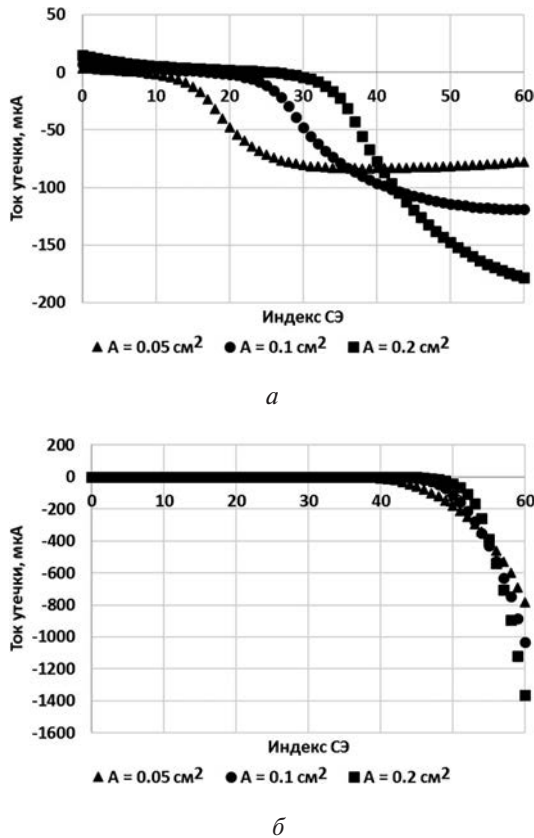 50
0
-50
-100
-150
-200
0 10 20 30 40 50 60
Ток утечки, мкА
Индекс СЭ
▲ A = 0.05 см² ● A = 0.1 см² ■ A = 0.2 см²
а
200
0
-200
-400
-600
-800
-1000
-1200
-1400
-1600
0 10 20 30 40 50 60
Ток утечки, мкА
Индекс СЭ
▲ A = 0.05 см² ● A = 0.1 см² ■ A = 0.2 см²
б